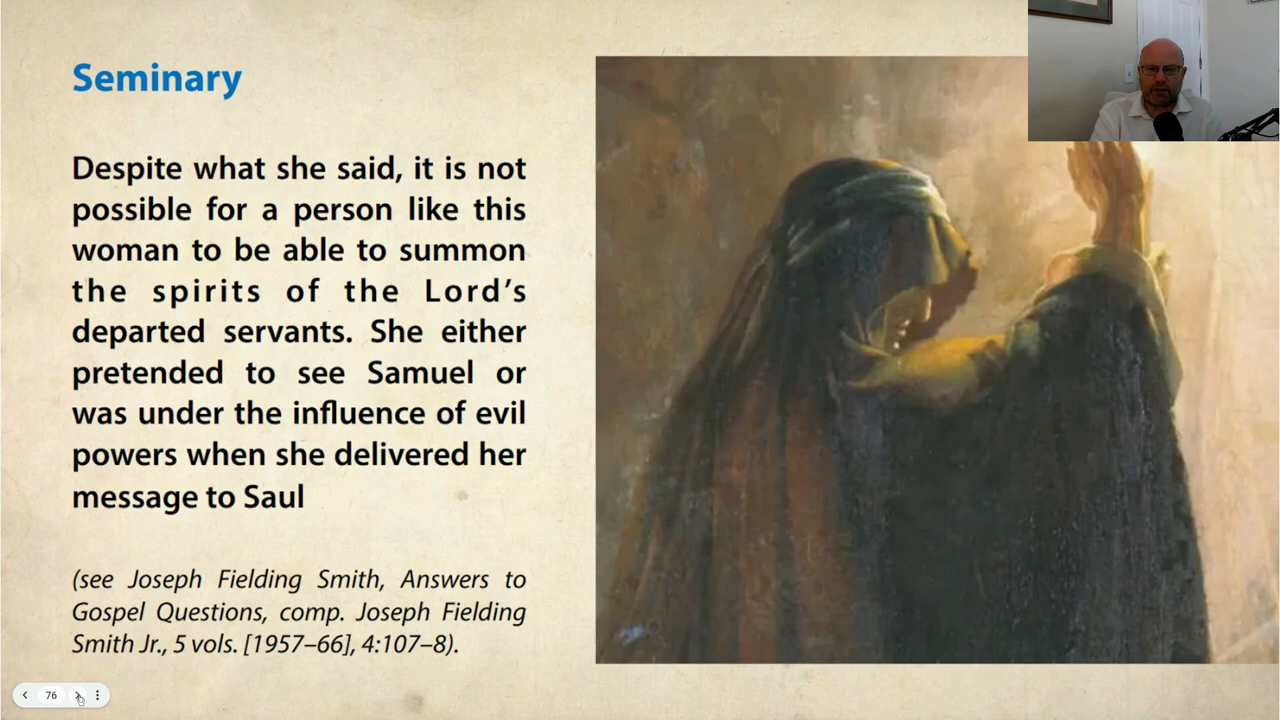 Seminary
Despite what she said, it is not
possible for a person like this
woman to be able to summon
the spirits of the Lord’s
departed servants. She either
pretended to see Samuel or
was under the influence of evil
powers when she delivered her
message to Saul
(see Joseph Fielding Smith, Answers to
Gospel Questions, comp. Joseph Fielding
Smith Jr., 5 vols. [1957–66], 4:107–8).
76